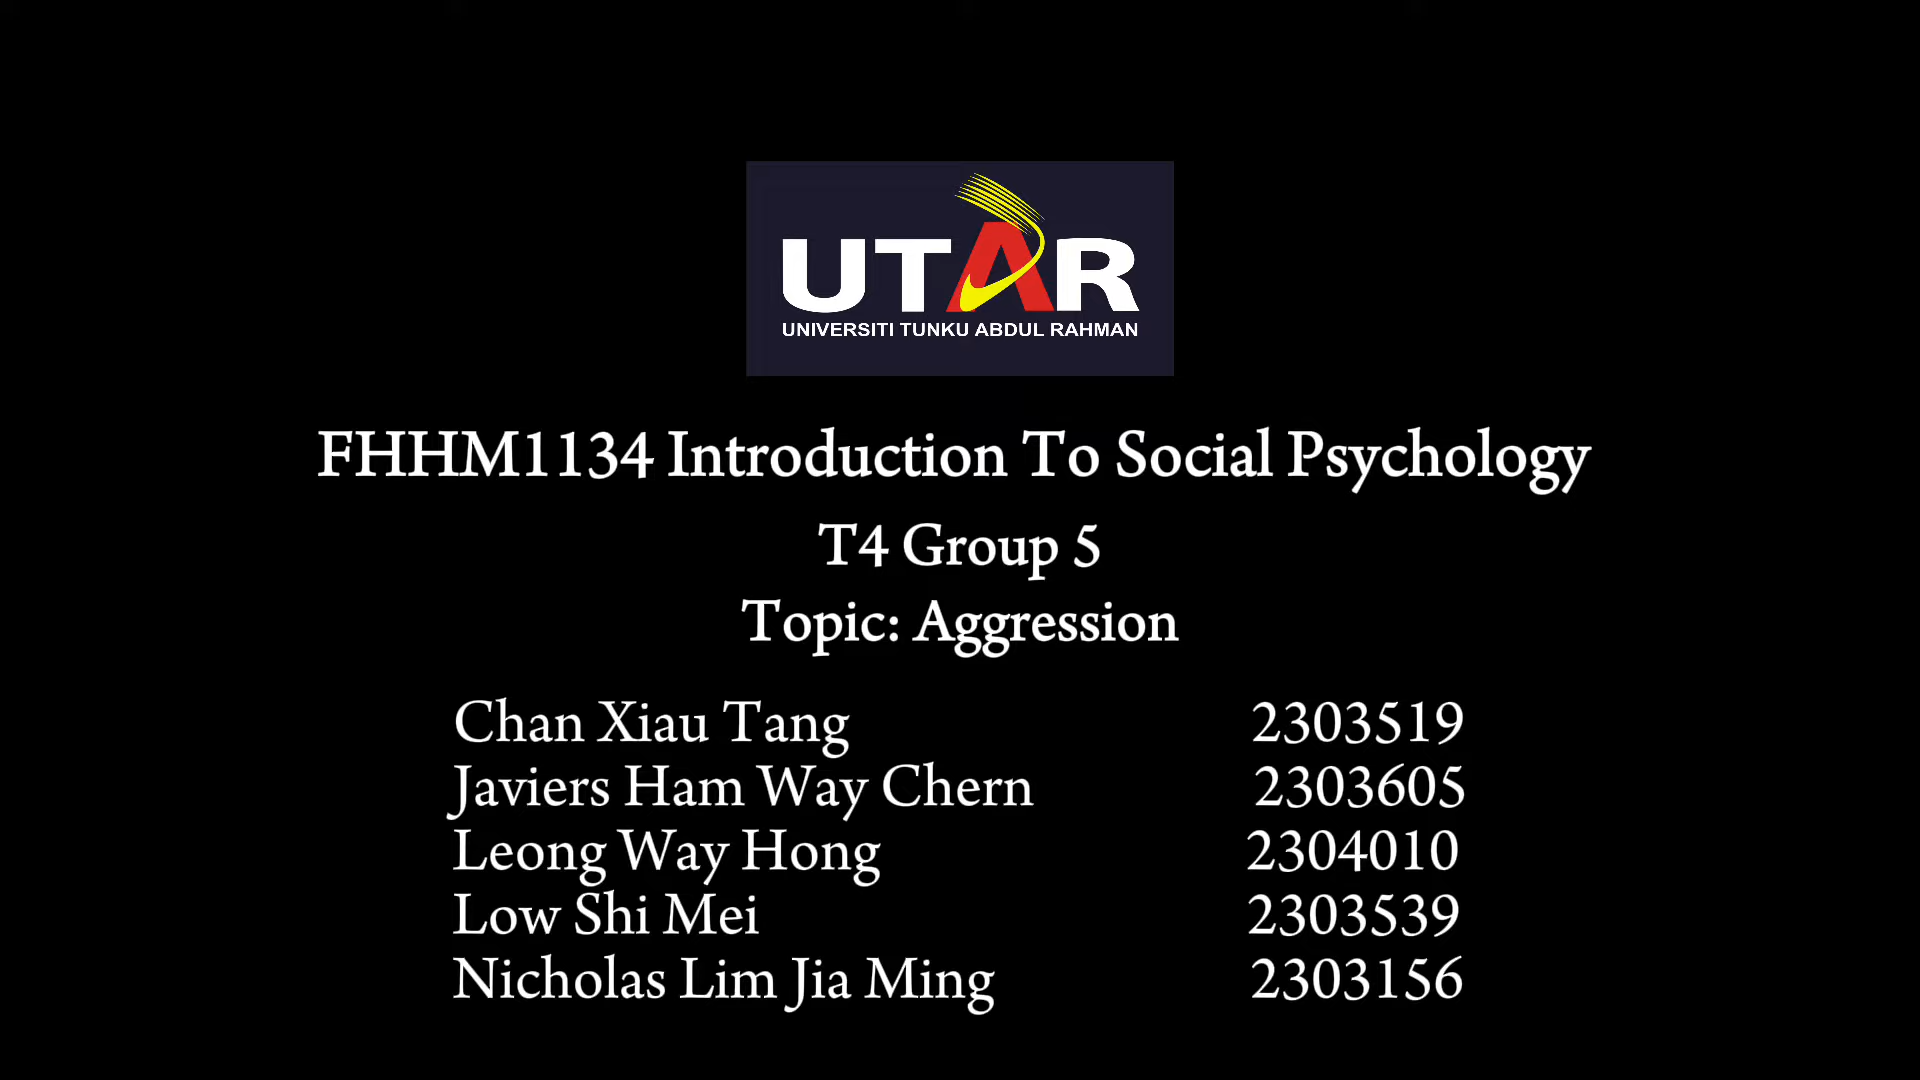 UTAR
UNIVERSITI TUNKU ABDUL RAHMAN
FHHM1134 Introduction To Social Psychology
T4 Group 5
Topic: Aggression
Chan Xiau Tang 2303519
Javiers Ham Way Chern 2303605
Leong Way Hong 2304010
Low Shi Mei 2303539
Nicholas Lim Jia Ming 2303156